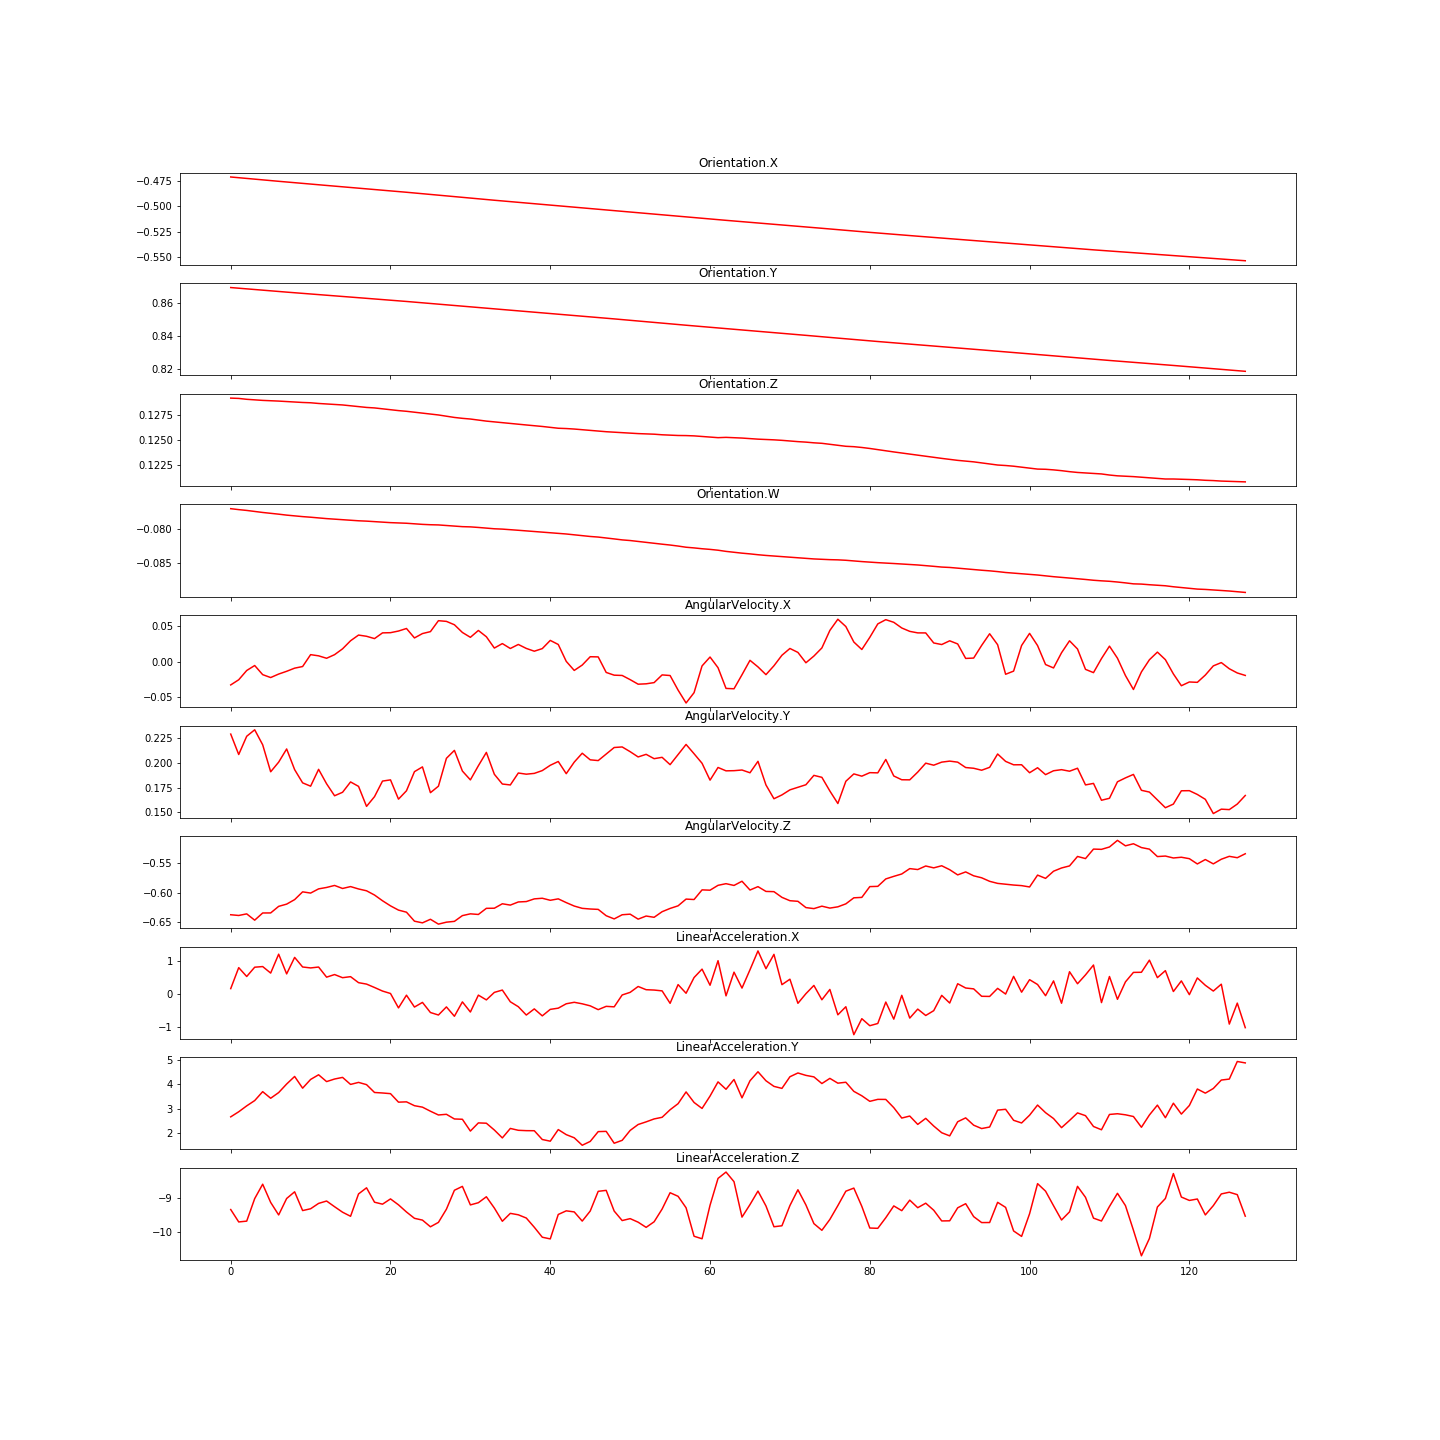 Orientation.X
−0.475
−0.500
−0.525
−0.550
Orientation.Y
0.86
0.84
0.82
Orientation.Z
0.1275
0.1250
0.1225
Orientation.W
−0.080
−0.085
AngularVelocity.X
0.05
0.00
−0.05
AngularVelocity.Y
0.225
0.200
0.175
0.150
AngularVelocity.Z
−0.55
−0.60
−0.65
LinearAcceleration.X
1
0
−1
LinearAcceleration.Y
5
4
3
2
LinearAcceleration.Z
−9
−10
0 20 40 60 80 100 120